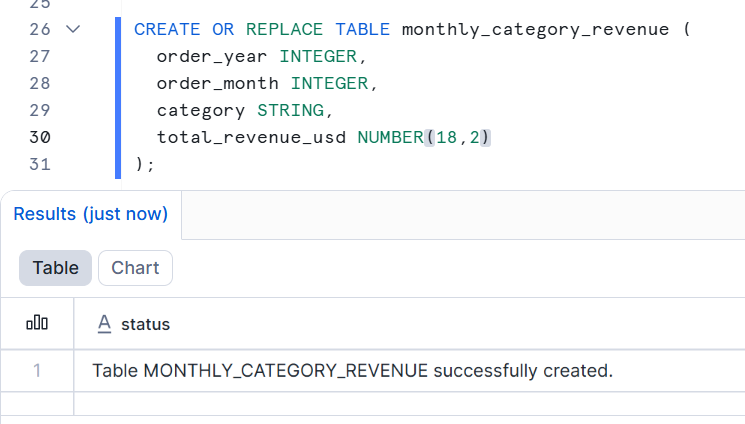 25
26 CREATE OR REPLACE TABLE monthly_category_revenue (
27 order_year INTEGER,
28 order_month INTEGER,
29 category STRING,
30 total_revenue_usd NUMBER(18,2)
31 );
Results (just now)
Table Chart
A status
1 Table MONTHLY_CATEGORY_REVENUE successfully created.